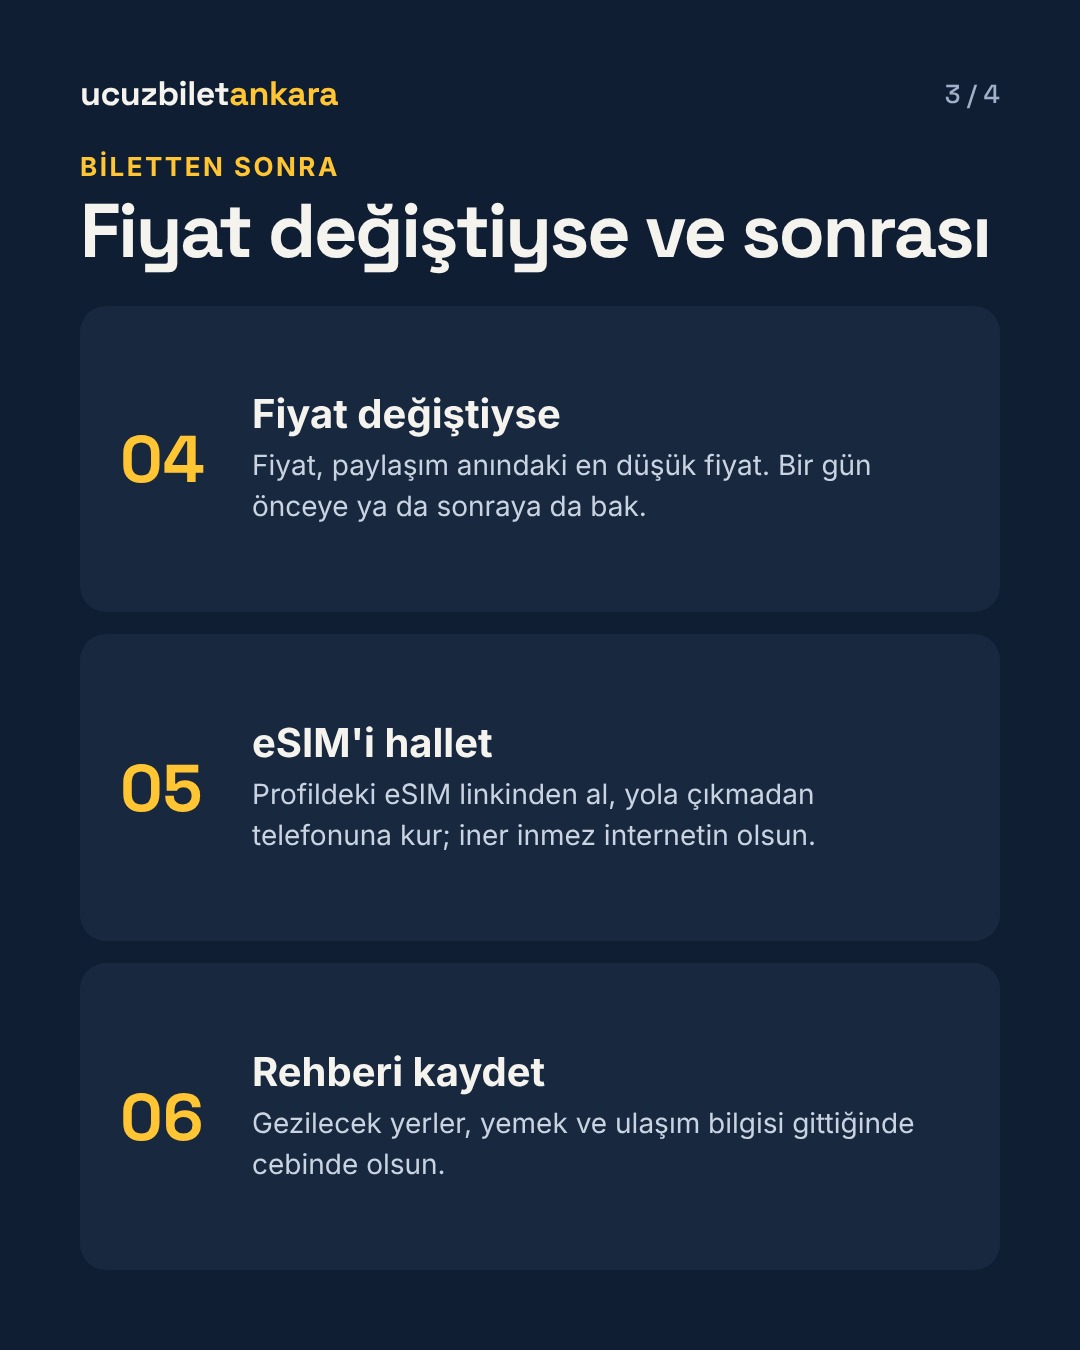 ucuzbiletankara
3 / 4
BİLETTEN SONRA
Fiyat değiştiyse ve sonrası
04
Fiyat değiştiyse
Fiyat, paylaşım anındaki en düşük fiyat. Bir gün
önceye ya da sonraya da bak.
05
eSIM'i hallet
Profildeki eSIM linkinden al, yola çıkmadan
telefonuna kur; iner inmez internetin olsun.
06
Rehberi kaydet
Gezilecek yerler, yemek ve ulaşım bilgisi gittiğinde
cebinde olsun.